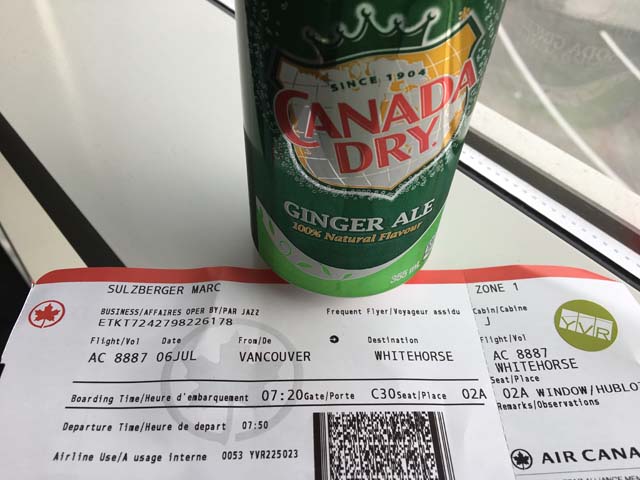 SINCE 1904
CANADA
DRY
GINGER ALE
100% Natural Flavour
355 mL
SULZBERGER MARC
BUSINESS/AFFAIRES OPER BY/PAR JAZZ
Frequent Flyer/Voyageur assidu
ETKT7242798226178
Flight/Vol Date From/De Destination
AC 8887 06JUL VANCOUVER WHITEHORSE
Boarding Time/Heure d'embarquement 07:20 Gate/Porte C30 Seat/Place 02A
Departure Time/Heure de depart 07:50
Airline Use/A usage interne 0053 YVR225023
ZONE 1
Cabin/Cabine
J
YVR
Flight/Vol
AC 8887
WHITEHORSE
Seat/Place
02A WINDOW/HUBLO
Remarks/Observations
AIR CANA